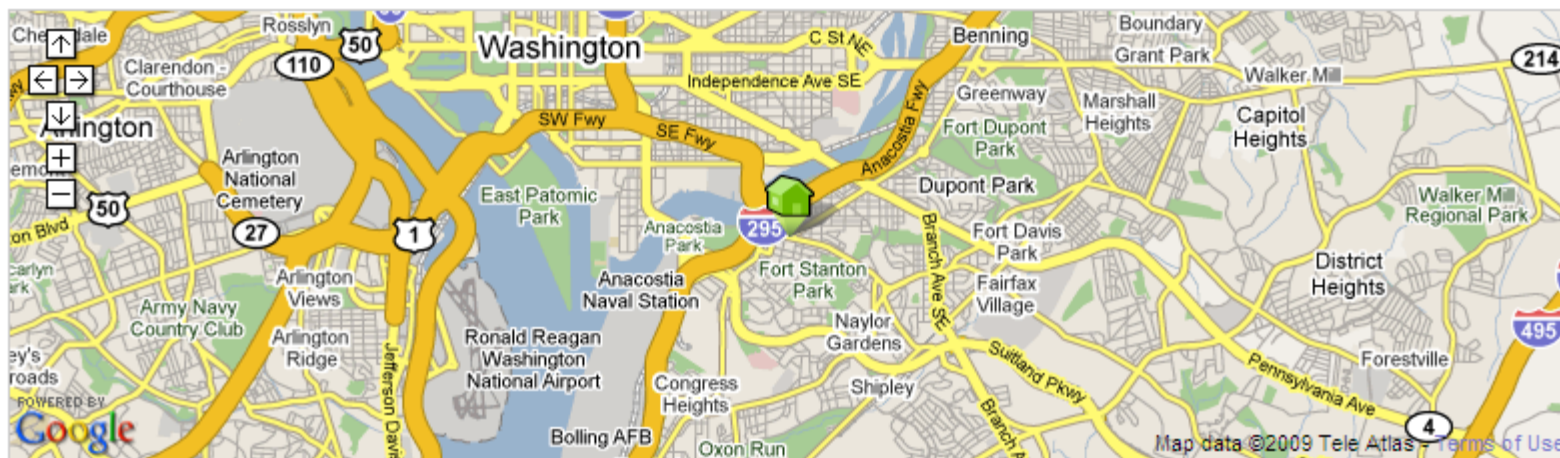 Rosslyn
50
Washington
C St NE
Benning
Boundary
Grant Park
214
110
Clarendon -
Courthouse
Independence Ave SE
Walker Mill
Greenway
Marshall
Heights
Capitol
Heights
SW Fwy
SE Fwy
Anacostia Fwy
Fort Dupont
Park
Arlington
National
Cemetery
Dupont Park
50
East Patomic
Park
Walker Mill
Regional Park
27
1
Anacostia
Park
295
Branch Ave SE
Fort Davis
Park
Arlington
Views
Anacostia
Naval Station
Fort Stanton
Park
Fairfax
Village
District
Heights
Army Navy
Country Club
Arlington
Ridge
Ronald Reagan
Washington
National Airport
Naylor
Gardens
495
Suitland Pkwy
Forestville
Congress
Heights
Shipley
Pennsylvania Ave
POWERED BY
Google
Bolling AFB
Oxon Run
4
Map data ©2009 Tele Atlas - Terms of Use